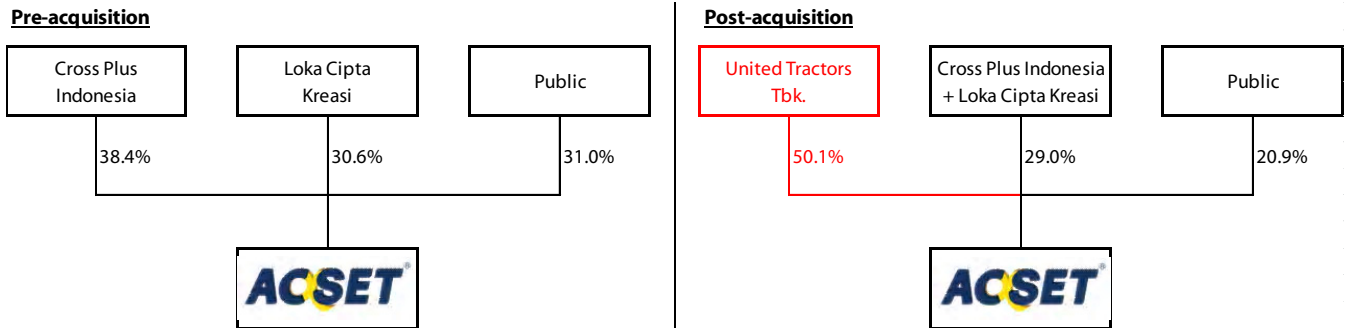 Pre-acquisition
Cross Plus
Indonesia
Loka Cipta
Kreasi
Public
38.4%
30.6%
31.0%
ACSET®
Post-acquisition
United Tractors
Tbk.
Cross Plus Indonesia
+ Loka Cipta Kreasi
Public
50.1%
29.0%
20.9%
ACSET®